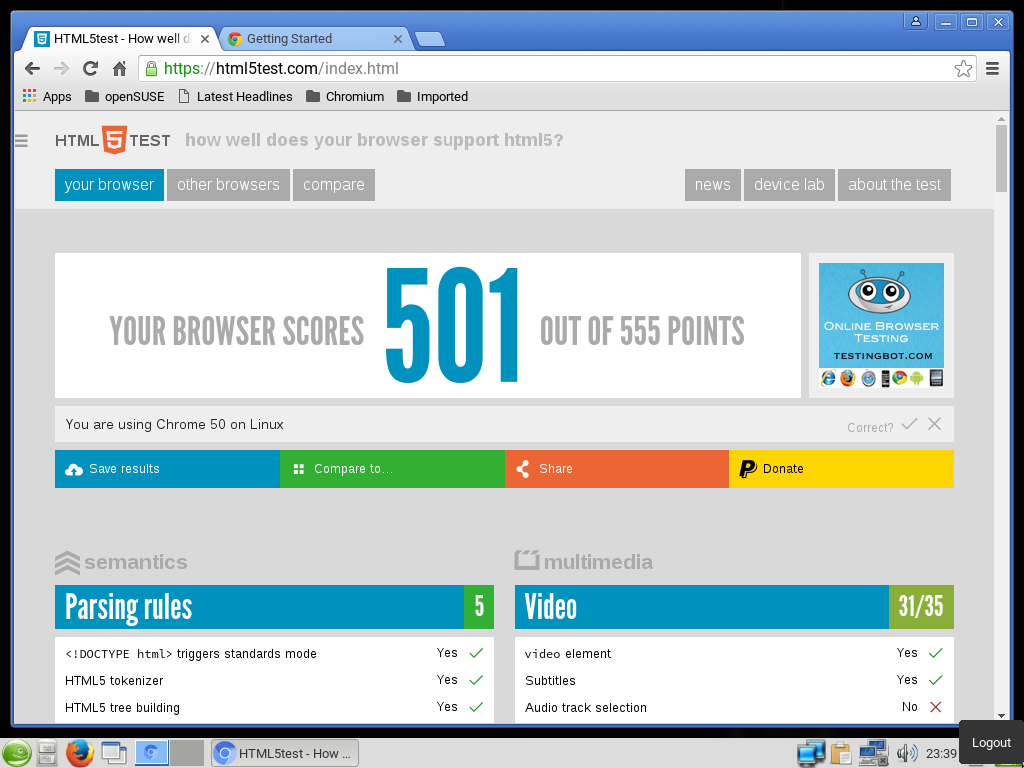 HTML5test - How well d
Getting Started
https://html5test.com/index.html
Apps openSUSE Latest Headlines Chromium Imported
HTML 5 TEST how well does your browser support html5?
your browser other browsers compare news device lab about the test
YOUR BROWSER SCORES 501 OUT OF 555 POINTS
ONLINE BROWSER
TESTING
TESTINGBOT.COM
You are using Chrome 50 on Linux Correct?
Save results Compare to... Share Donate
semantics
Parsing rules 5
<!DOCTYPE html> triggers standards mode Yes
HTML5 tokenizer Yes
HTML5 tree building Yes
multimedia
Video 31/35
video element Yes
Subtitles Yes
Audio track selection No
HTML5test - How ...
23:39
Logout